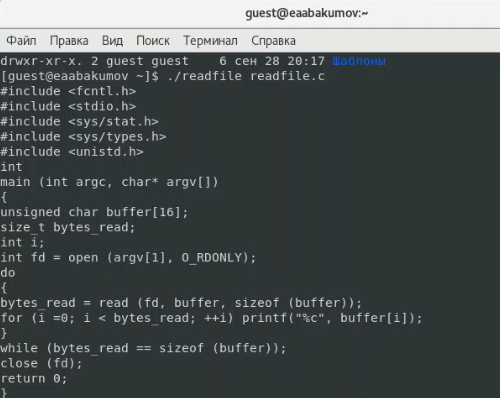 guest@eaabakumov:~
Файл Правка Вид Поиск Терминал Справка
drwxr-xr-x. 2 guest guest    6 сен 28 20:17 Шаблоны
[guest@eaabakumov ~]$ ./readfile readfile.c
#include <fcntl.h>
#include <stdio.h>
#include <sys/stat.h>
#include <sys/types.h>
#include <unistd.h>
int
main (int argc, char* argv[])
{
unsigned char buffer[16];
size_t bytes_read;
int i;
int fd = open (argv[1], O_RDONLY);
do
{
bytes_read = read (fd, buffer, sizeof (buffer));
for (i =0; i < bytes_read; ++i) printf("%c", buffer[i]);
}
while (bytes_read == sizeof (buffer));
close (fd);
return 0;
}